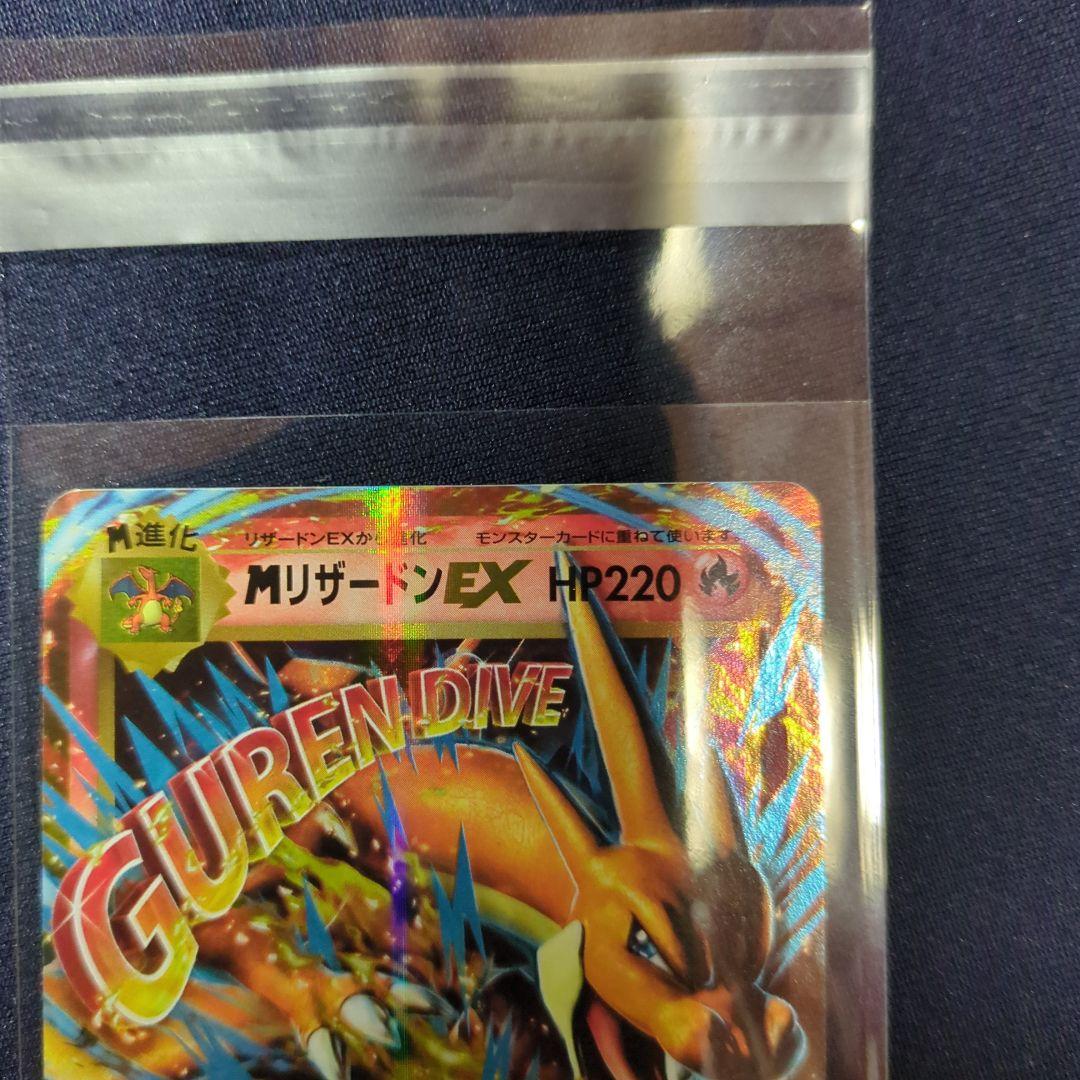 M進化
リザードンEXから進化 モンスターカードに重ねて使います。
MリザードンEX HP220
GURENDIVE